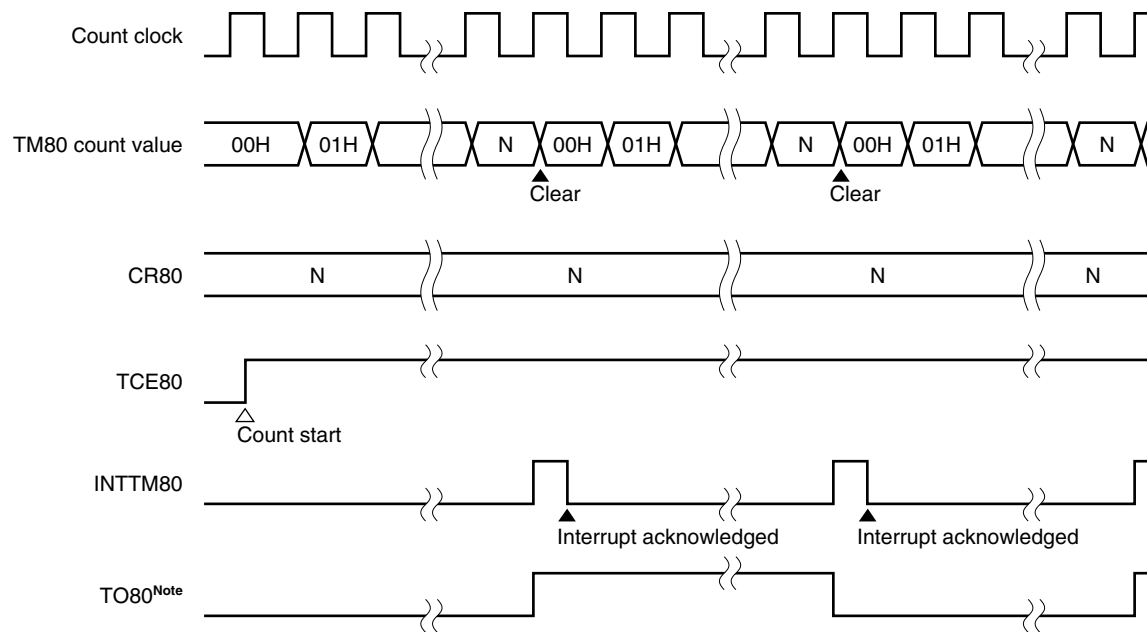 Count clock
TM80 count value
00H 01H N 00H 01H N 00H 01H N
Clear Clear
CR80
N N N N
TCE80
Count start
INTTM80
Interrupt acknowledged Interrupt acknowledged
TO80Note